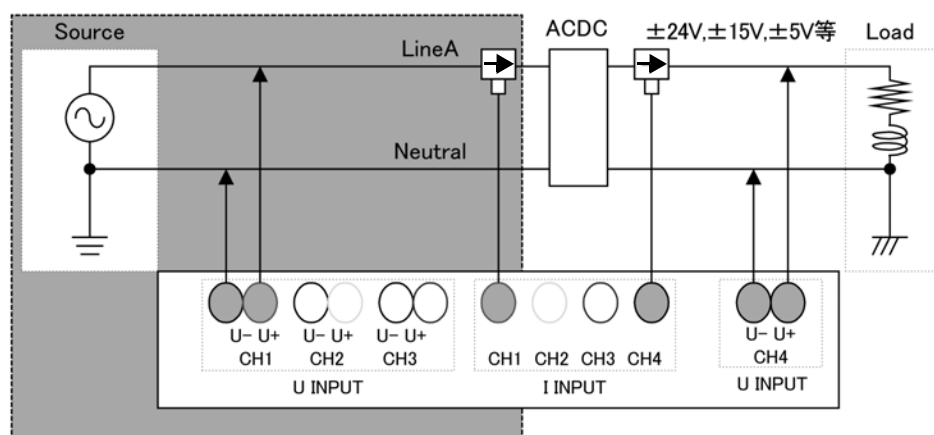 Source
LineA
ACDC
±24V,±15V,±5V等
Load
Neutral
U- U+
U- U+
U- U+
CH1
CH2
CH3
U INPUT
CH1
CH2
CH3
CH4
I INPUT
U- U+
CH4
U INPUT